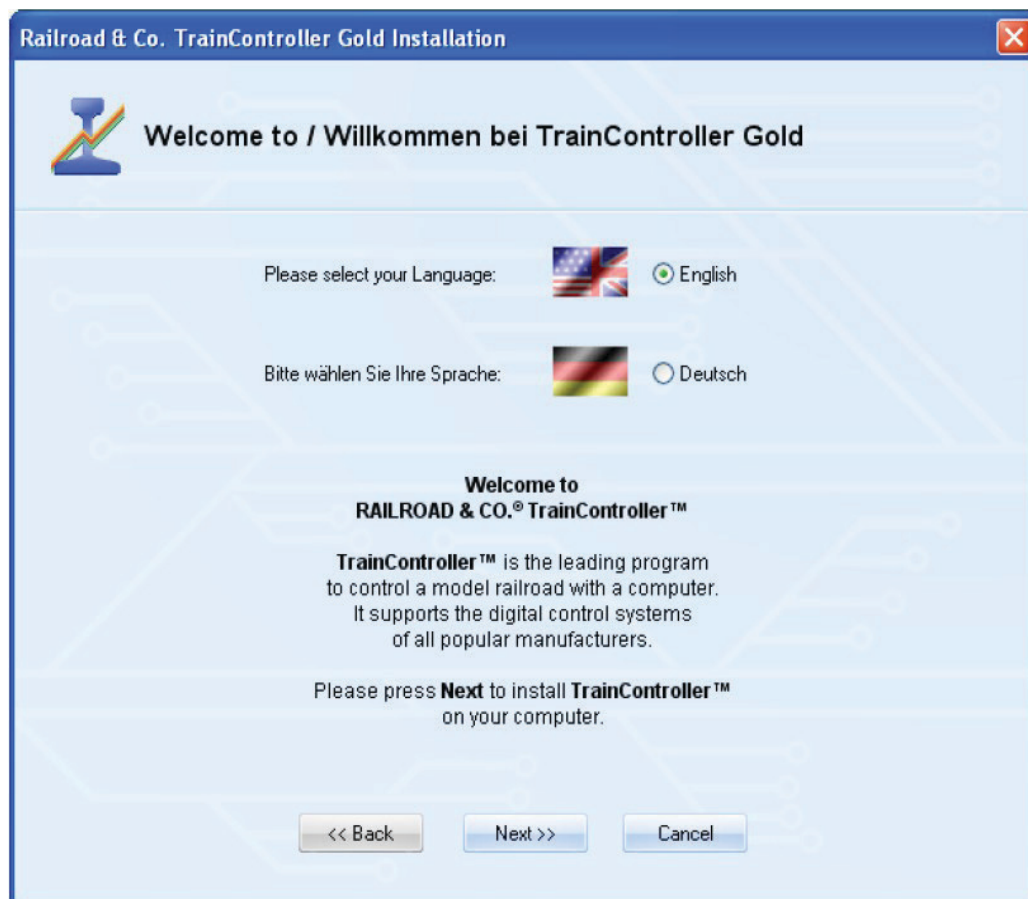 Railroad & Co. TrainController Gold Installation
Welcome to / Willkommen bei TrainController Gold
Please select your Language:
English
Bitte wählen Sie Ihre Sprache:
Deutsch
Welcome to
RAILROAD & CO.® TrainController™
TrainController™ is the leading program
to control a model railroad with a computer.
It supports the digital control systems
of all popular manufacturers.
Please press Next to install TrainController™
on your computer.
<< Back
Next >>
Cancel